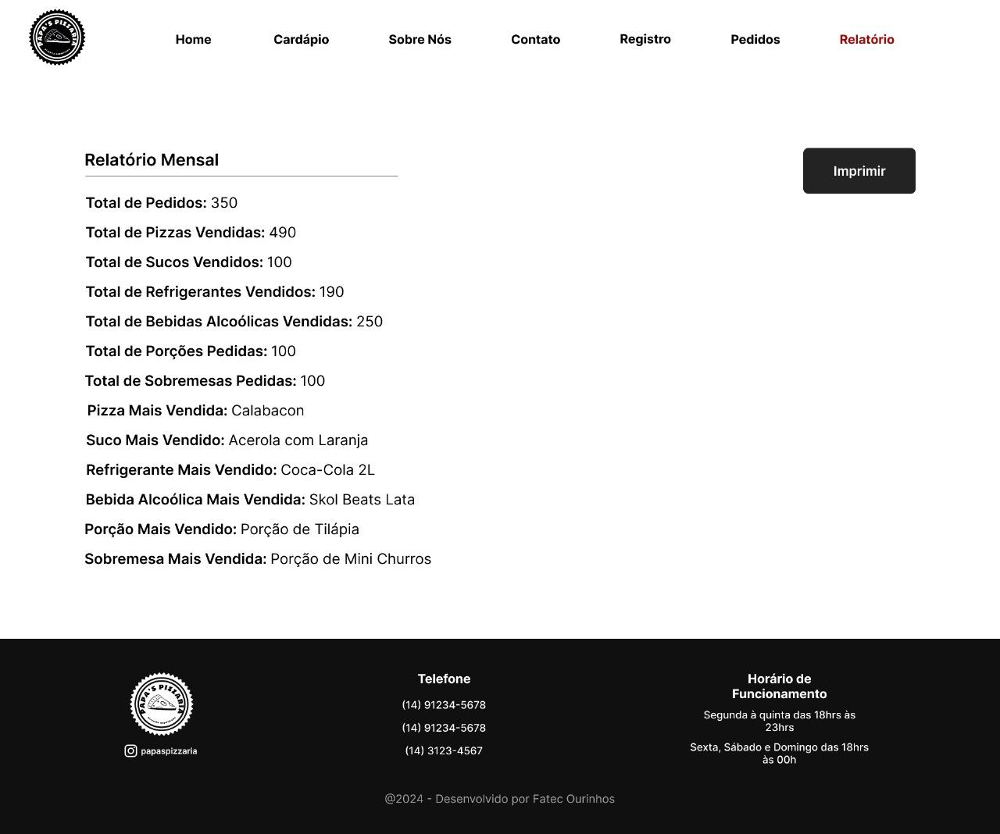 PAPA'S PIZZARIA
Home
Cardápio
Sobre Nós
Contato
Registro
Pedidos
Relatório
Relatório Mensal
Imprimir
Total de Pedidos: 350
Total de Pizzas Vendidas: 490
Total de Sucos Vendidos: 100
Total de Refrigerantes Vendidos: 190
Total de Bebidas Alcoólicas Vendidas: 250
Total de Porções Pedidas: 100
Total de Sobremesas Pedidas: 100
Pizza Mais Vendida: Calabacon
Suco Mais Vendido: Acerola com Laranja
Refrigerante Mais Vendido: Coca-Cola 2L
Bebida Alcoólica Mais Vendida: Skol Beats Lata
Porção Mais Vendido: Porção de Tilápia
Sobremesa Mais Vendida: Porção de Mini Churros
PAPA'S PIZZARIA
papaspizzaria
Telefone
(14) 91234-5678
(14) 91234-5678
(14) 3123-4567
Horário de
Funcionamento
Segunda à quinta das 18hrs às
23hrs
Sexta, Sábado e Domingo das 18hrs
às 00h
@2024 - Desenvolvido por Fatec Ourinhos